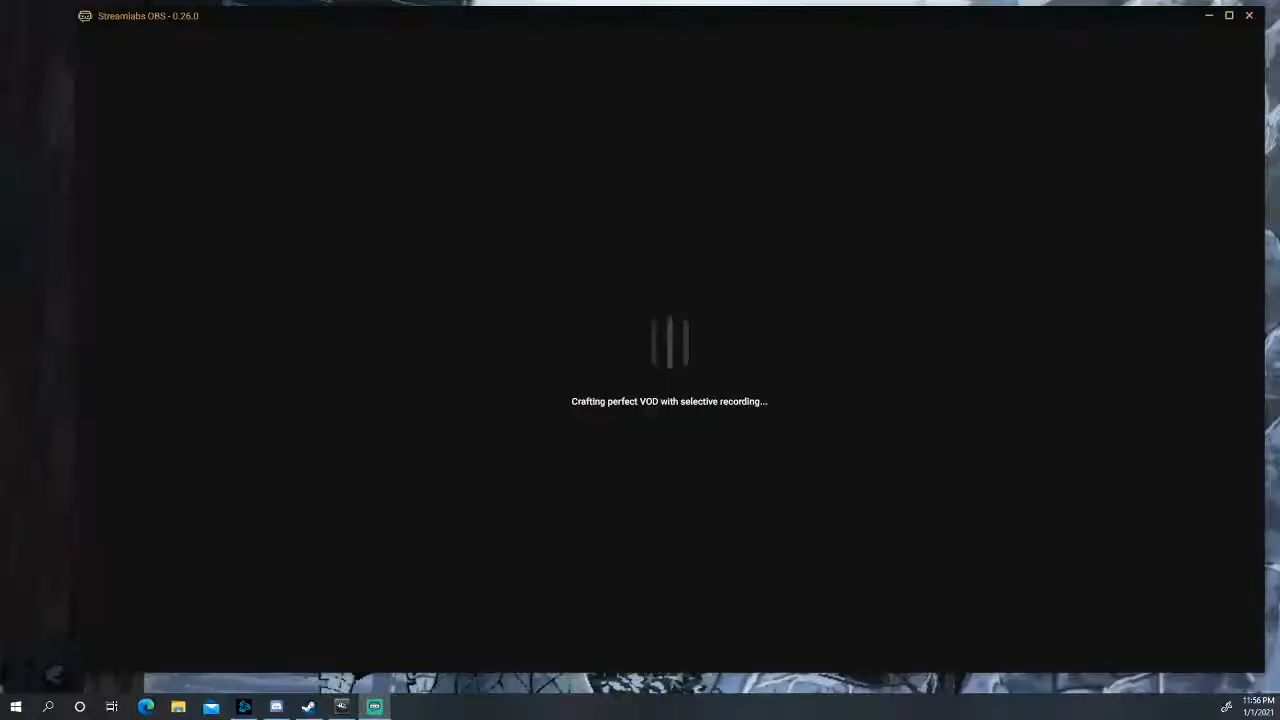 Streamlabs OBS - 0.26.0
Crafting perfect VOD with selective recording...
11:56 PM
1/1/2021